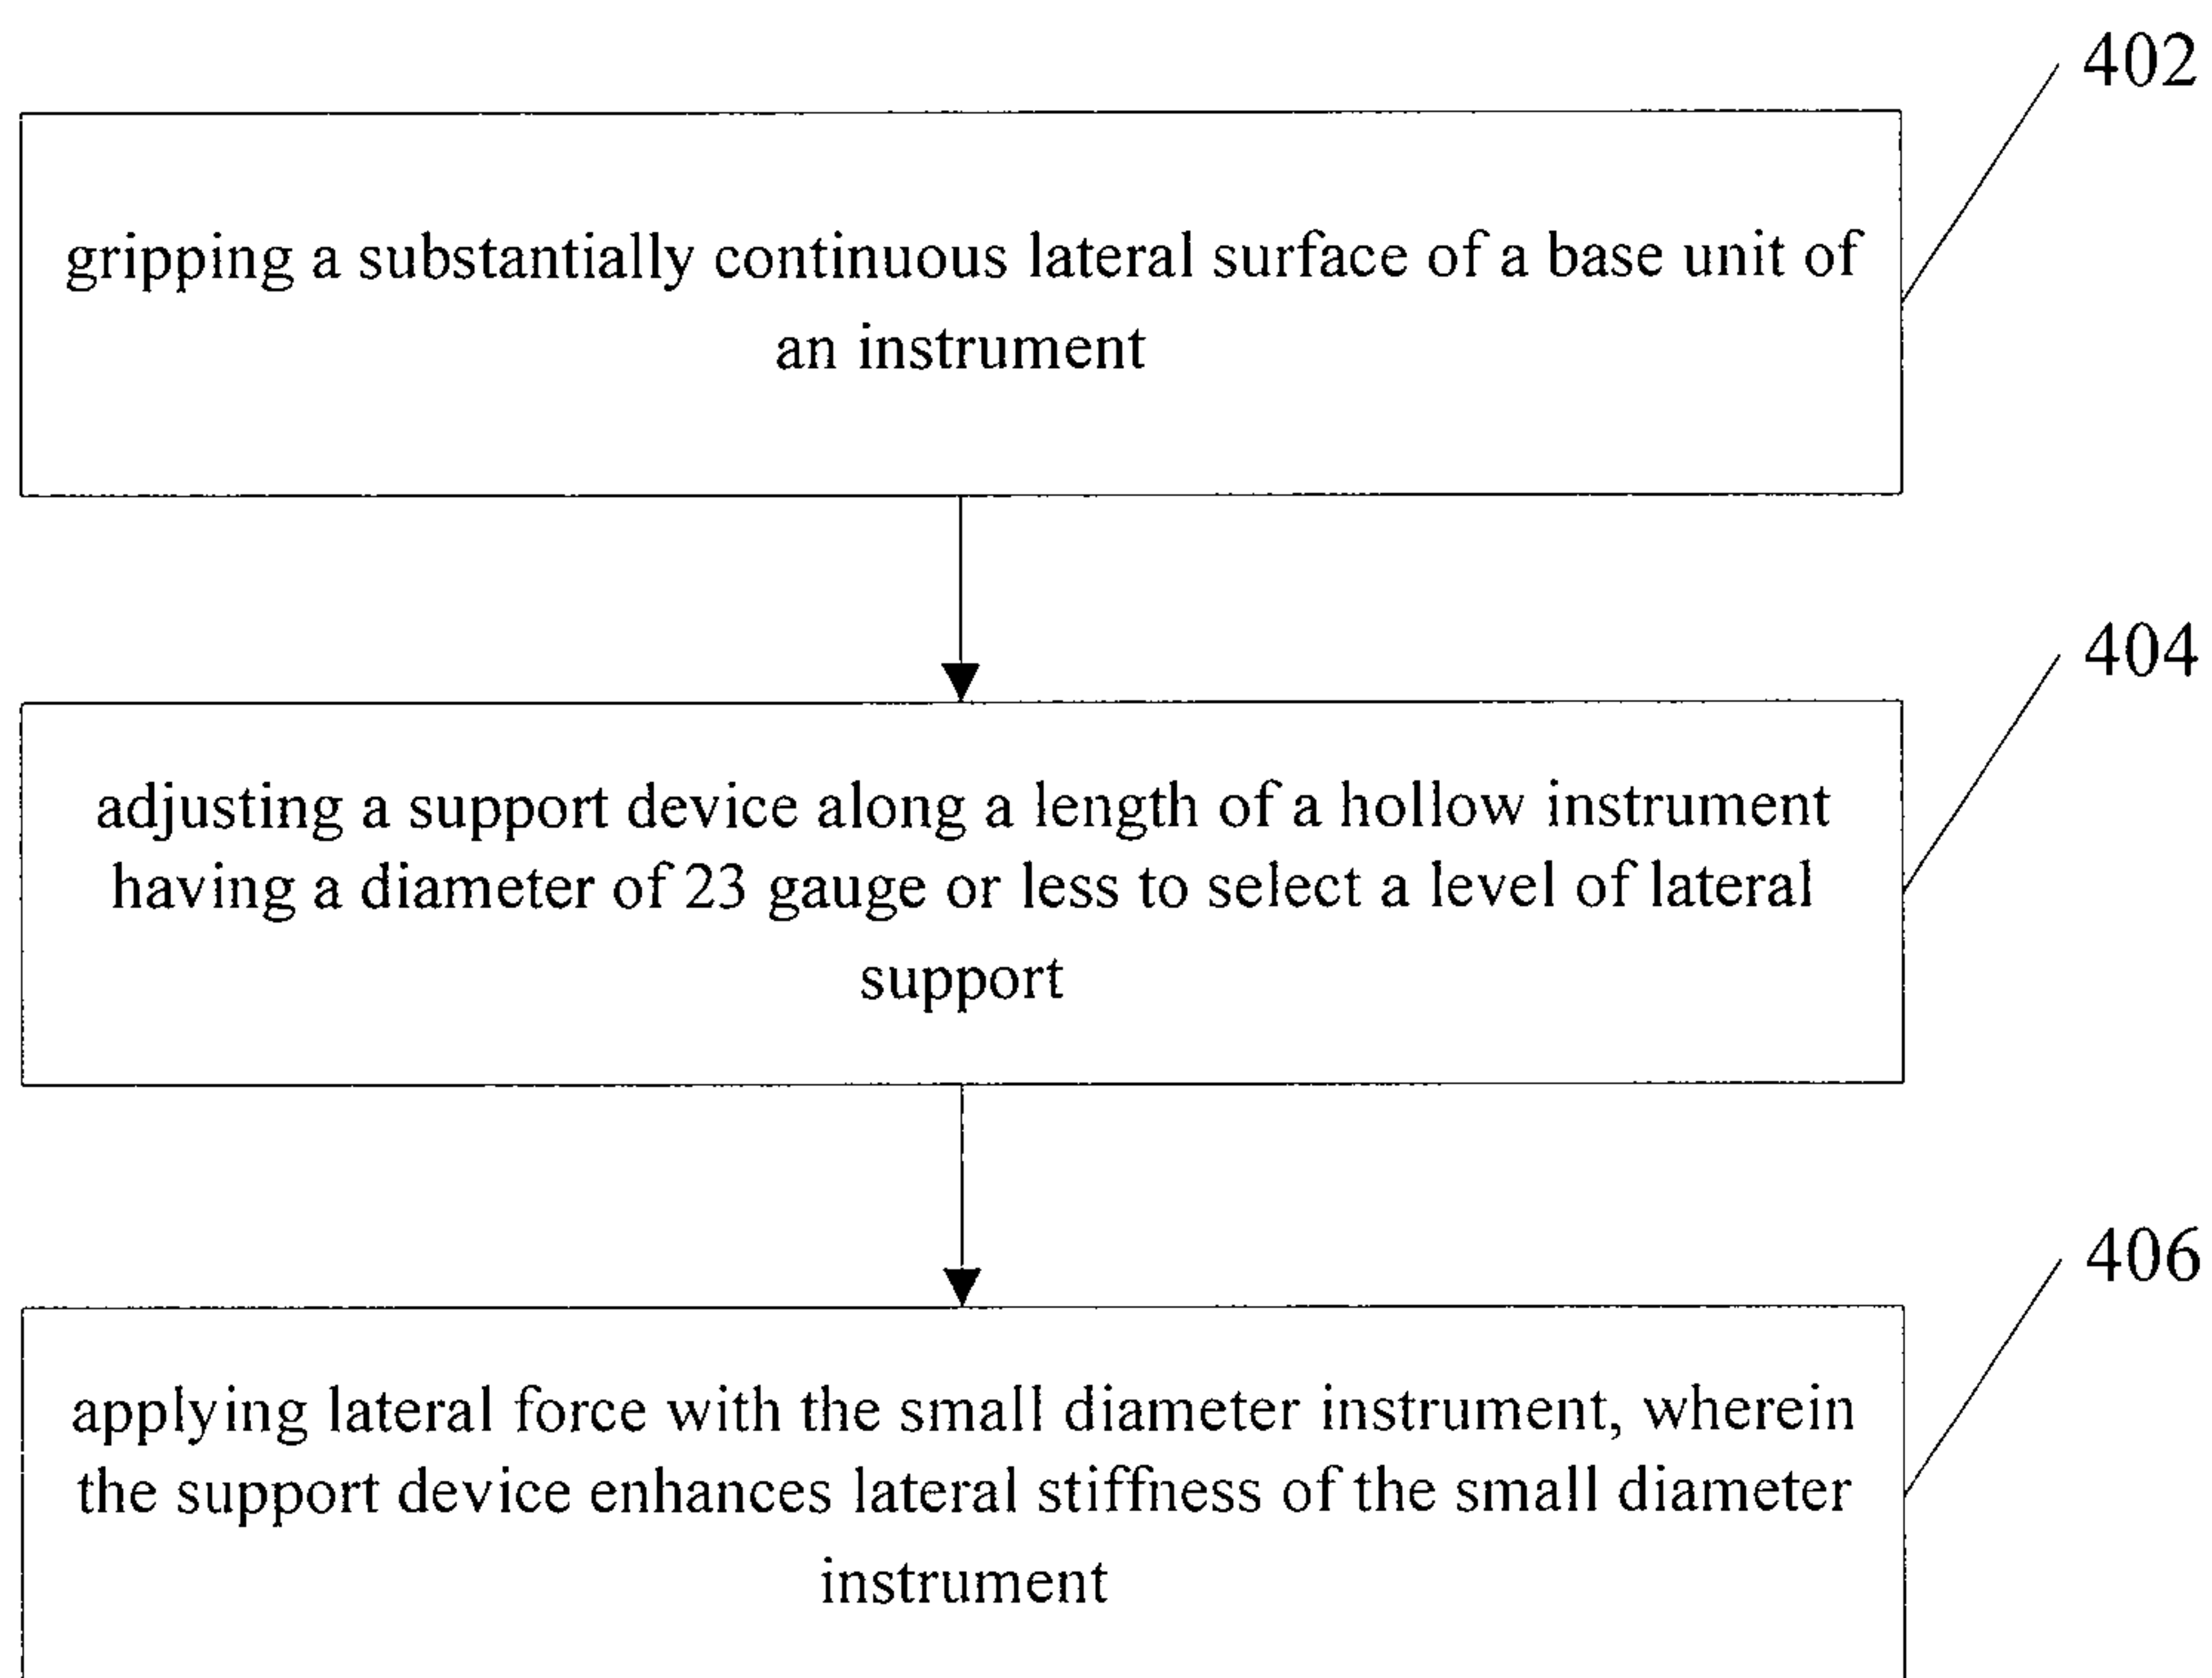 402
gripping a substantially continuous lateral surface of a base unit of
an instrument
404
adjusting a support device along a length of a hollow instrument
having a diameter of 23 gauge or less to select a level of lateral
support
406
applying lateral force with the small diameter instrument, wherein
the support device enhances lateral stiffness of the small diameter
instrument